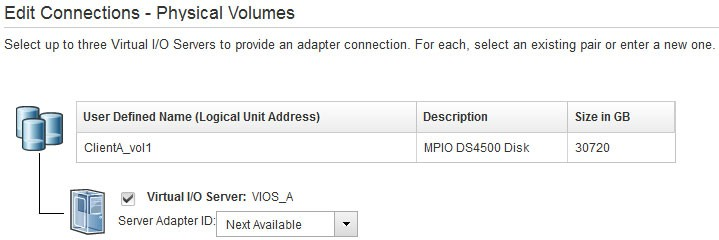 Edit Connections - Physical Volumes
Select up to three Virtual I/O Servers to provide an adapter connection. For each, select an existing pair or enter a new one.
User Defined Name (Logical Unit Address) Description Size in GB
ClientA_vol1 MPIO DS4500 Disk 30720
Virtual I/O Server: VIOS_A
Server Adapter ID: Next Available